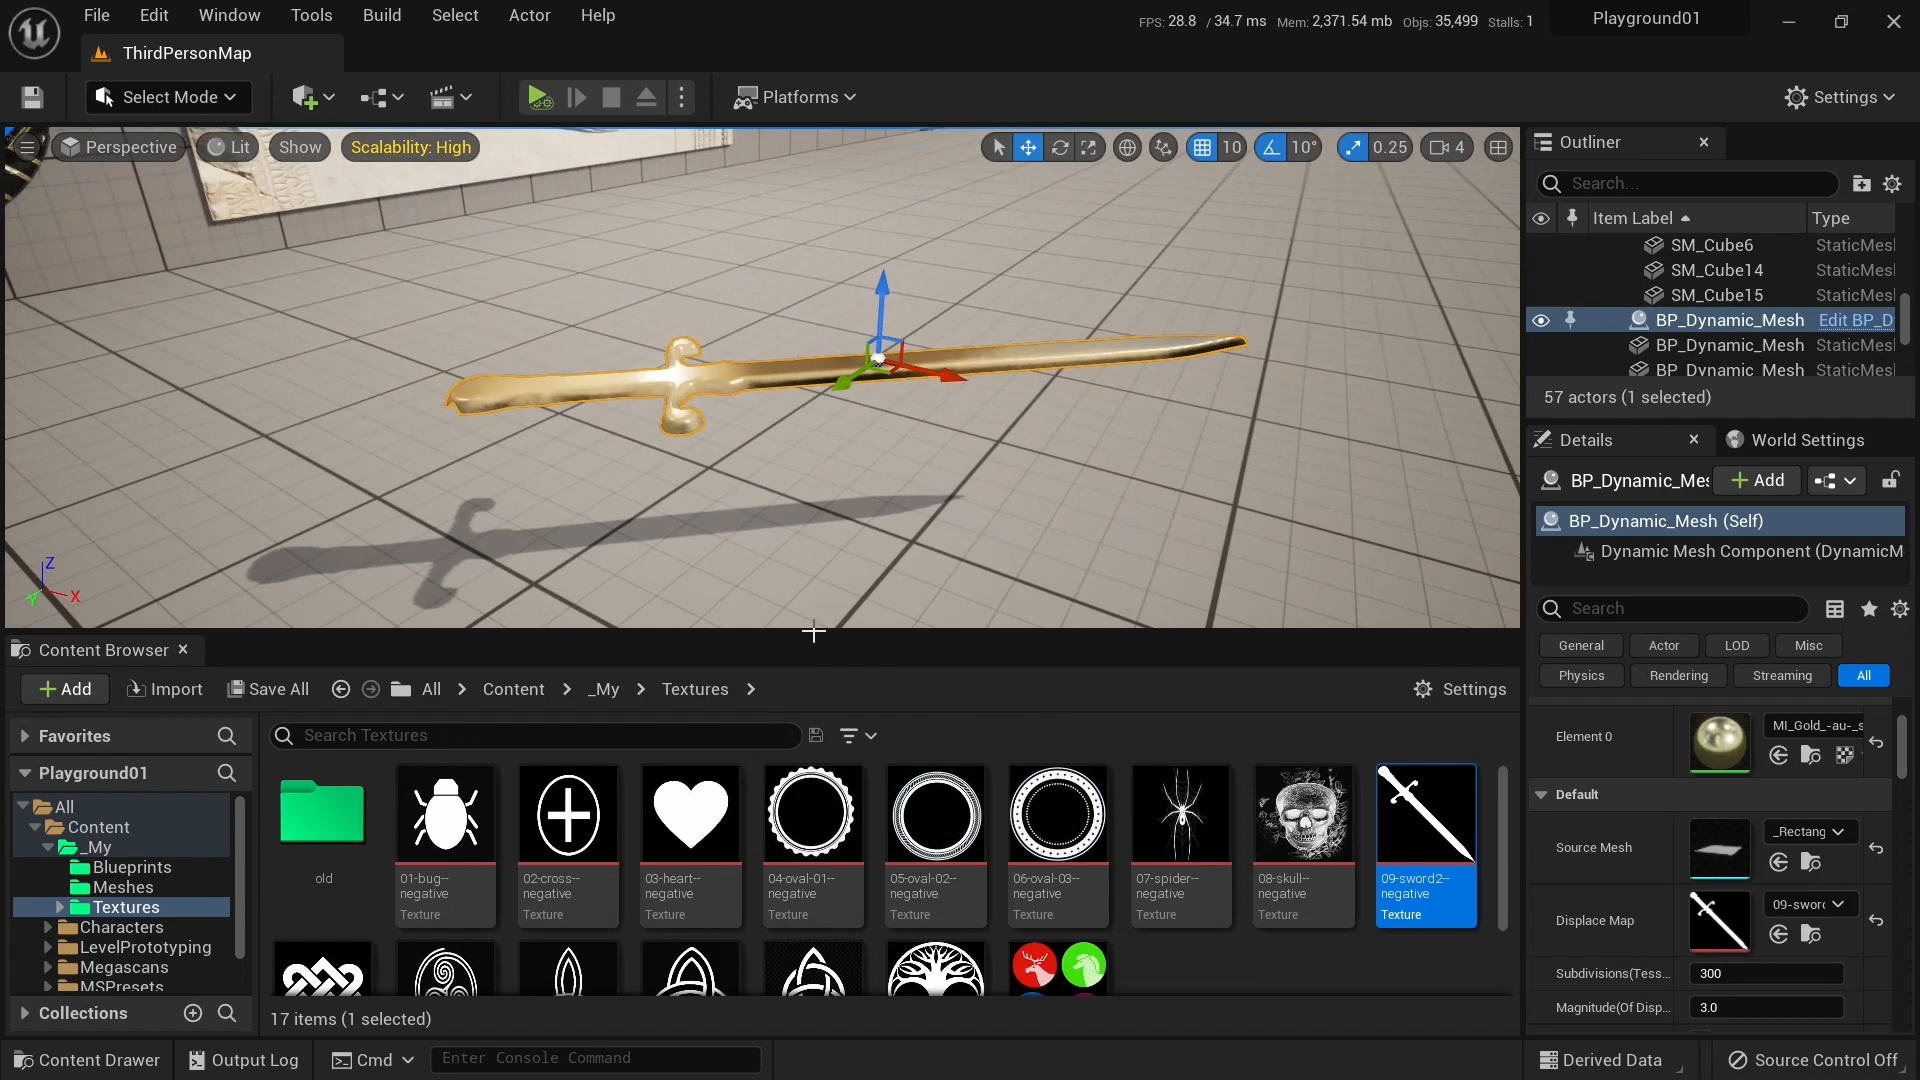 File Edit Window Tools Build Select Actor Help
FPS: 28.8 / 34.7 ms Mem: 2,371.54 mb Objs: 35,499 Stalls: 1
Playground01
ThirdPersonMap
Select Mode
Platforms
Settings
Perspective Lit Show Scalability: High
10 10° 0.25 4
Z
Y
X
Outliner
Search...
Item Label Type
SM_Cube6 StaticMesl
SM_Cube14 StaticMesl
SM_Cube15 StaticMesl
BP_Dynamic_Mesh Edit BP_D
BP_Dynamic_Mesh StaticMesl
BP_Dynamic_Mesh StaticMesl
57 actors (1 selected)
Details World Settings
BP_Dynamic_Mes Add
BP_Dynamic_Mesh (Self)
Dynamic Mesh Component (DynamicM
Search
General Actor LOD Misc
Physics Rendering Streaming All
Element 0 MI_Gold_-au-_s
Default
Source Mesh _Rectang
Displace Map 09-swor
Subdivisions(Tess... 300
Magnitude(Of Disp... 3.0
Content Browser
Add Import Save All All Content _My Textures Settings
Favorites
Search Textures
Playground01
All
Content
_My
Blueprints
Meshes
Textures
Characters
LevelPrototyping
Megascans
MSPresets
Collections
old
01-bug--
negative
Texture
02-cross--
negative
Texture
03-heart--
negative
Texture
04-oval-01--
negative
Texture
05-oval-02--
negative
Texture
06-oval-03--
negative
Texture
07-spider--
negative
Texture
08-skull--
negative
Texture
09-sword2--
negative
Texture
17 items (1 selected)
Content Drawer Output Log Cmd Enter Console Command
Derived Data Source Control Off